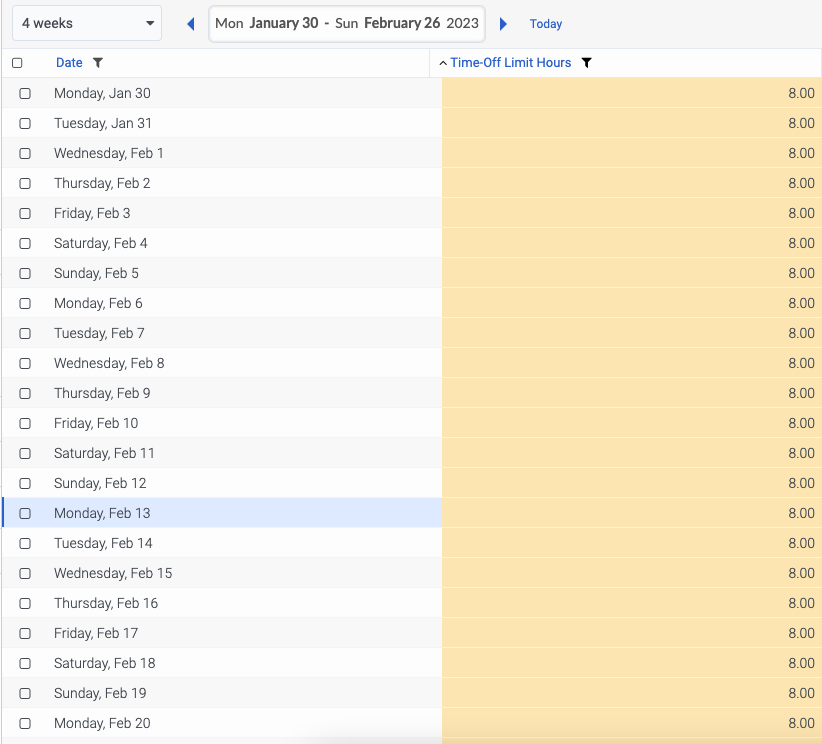 4 weeks Mon January 30 - Sun February 26 2023 Today
Date Time-Off Limit Hours
Monday, Jan 30 8.00
Tuesday, Jan 31 8.00
Wednesday, Feb 1 8.00
Thursday, Feb 2 8.00
Friday, Feb 3 8.00
Saturday, Feb 4 8.00
Sunday, Feb 5 8.00
Monday, Feb 6 8.00
Tuesday, Feb 7 8.00
Wednesday, Feb 8 8.00
Thursday, Feb 9 8.00
Friday, Feb 10 8.00
Saturday, Feb 11 8.00
Sunday, Feb 12 8.00
Monday, Feb 13 8.00
Tuesday, Feb 14 8.00
Wednesday, Feb 15 8.00
Thursday, Feb 16 8.00
Friday, Feb 17 8.00
Saturday, Feb 18 8.00
Sunday, Feb 19 8.00
Monday, Feb 20 8.00